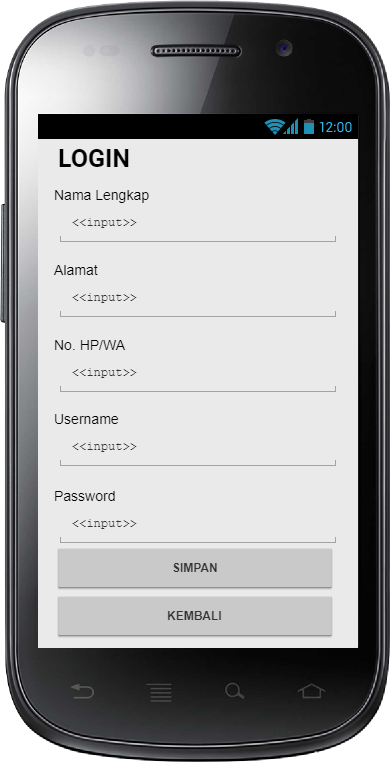 12:00
LOGIN
Nama Lengkap
<<input>>
Alamat
<<input>>
No. HP/WA
<<input>>
Username
<<input>>
Password
<<input>>
SIMPAN
KEMBALI